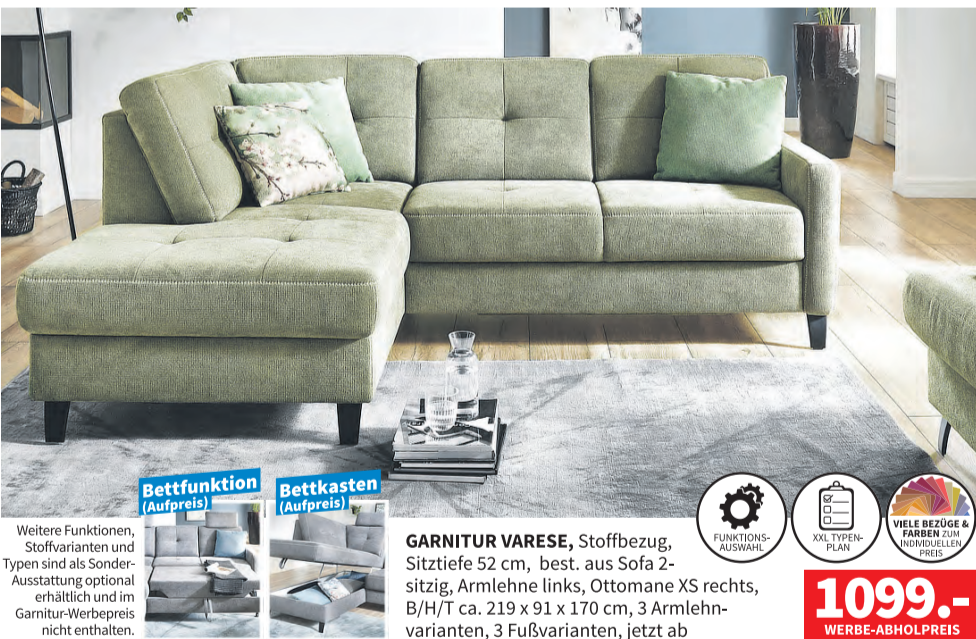 Bettfunktion
(Aufpreis)
Bettkasten
(Aufpreis)
Weitere Funktionen,
Stoffvarianten und
Typen sind als Sonder-
Ausstattung optional
erhältlich und im
Garnitur-Werbepreis
nicht enthalten.
GARNITUR VARESE, Stoffbezug,
Sitztiefe 52 cm, best. aus Sofa 2-
sitzig, Armlehne links, Ottomane XS rechts,
B/H/T ca. 219 x 91 x 170 cm, 3 Armlehn-
varianten, 3 Fußvarianten, jetzt ab
FUNKTIONS-
AUSWAHL
XXL TYPEN-
PLAN
VIELE BEZÜGE &
FARBEN ZUM
INDIVIDUELLEN
PREIS
1099.-
WERBE-ABHOLPREIS